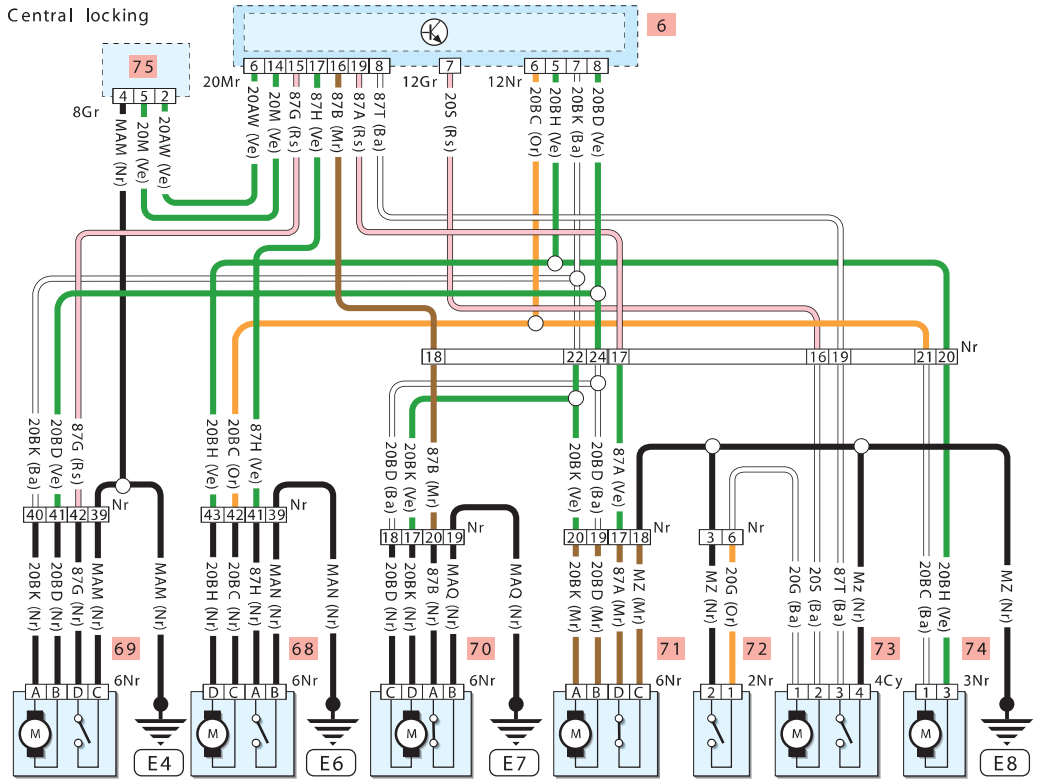 Central locking
6
75
20Mr 6 14 15 17 16 19 8
12Gr 7
12Nr 6 5 7 8
8Gr 4 5 2
MAM (Nr)
20M (Ve)
20AW (Ve)
20AW (Ve)
20M (Ve)
87G (Rs)
87H (Ve)
87B (Mr)
87A (Rs)
87T (Ba)
20S (Rs)
20BC (Or)
20BH (Ve)
20BK (Ba)
20BD (Ve)
18 22 24 17 16 19 21 20 Nr
20BK (Ba)
20BD (Ve)
87G (Rs)
20BH (Ve)
20BC (Or)
87H (Ve)
20BD (Ba)
20BK (Ve)
87B (Mr)
20BK (Ve)
20BD (Ba)
87A (Ve)
40 41 42 39 Nr
43 42 41 39 Nr
18 17 20 19 Nr
20 19 17 18 Nr
3 6 Nr
20BK (Nr)
20BD (Nr)
87G (Nr)
MAM (Nr)
MAM (Nr)
20BH (Nr)
20BC (Nr)
87H (Nr)
MAN (Nr)
MAN (Nr)
20BD (Nr)
20BK (Nr)
87B (Nr)
MAQ (Nr)
MAQ (Nr)
20BK (Mr)
20BD (Mr)
87A (Mr)
MZ (Mr)
MZ (Nr)
20G (Or)
20G (Ba)
20S (Ba)
87T (Ba)
Mz (Nr)
20BC (Ba)
20BH (Ve)
MZ (Nr)
69 68 70 71 72 73 74
A B D C 6Nr
D C A B 6Nr
C D A B 6Nr
A B D C 6Nr
2 1 2Nr
1 2 3 4 4Cy
1 3 3Nr
M M M M M M
E4 E6 E7 E8